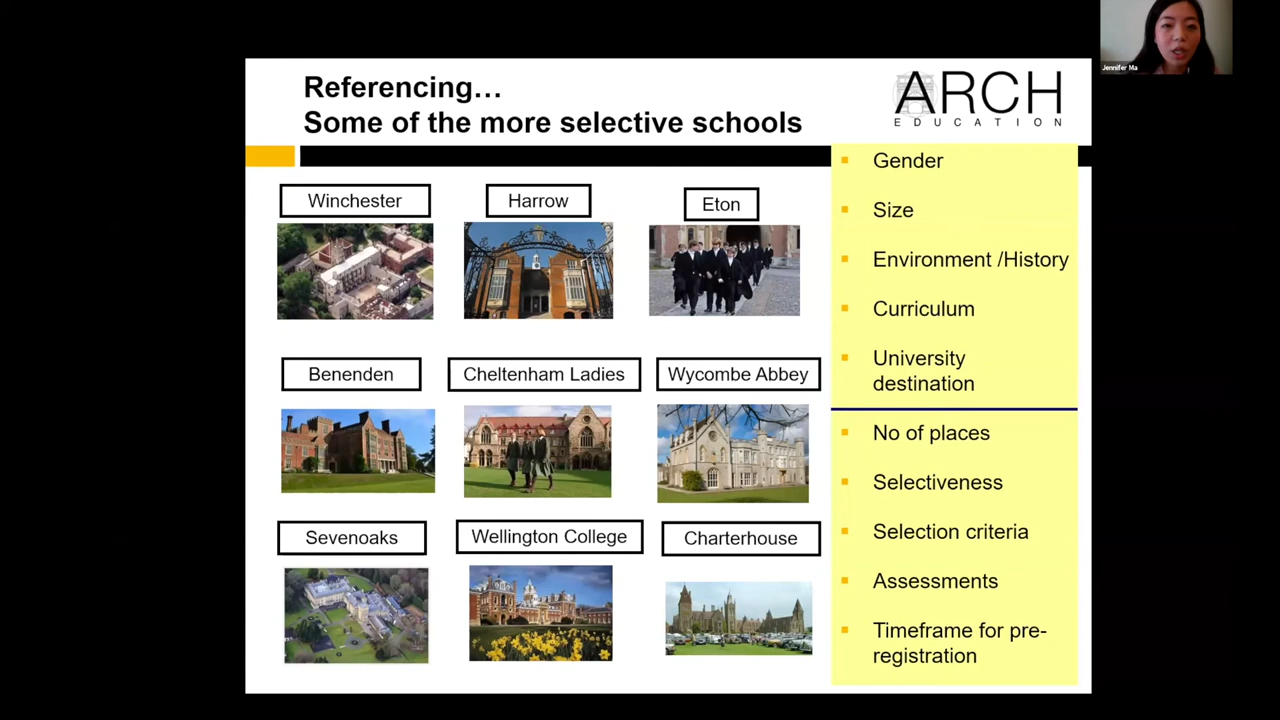 Jennifer Ma
Referencing…
Some of the more selective schools
ARCH
EDUCATION
Winchester
Harrow
Eton
Benenden
Cheltenham Ladies
Wycombe Abbey
Sevenoaks
Wellington College
Charterhouse
Gender
Size
Environment /History
Curriculum
University
destination
No of places
Selectiveness
Selection criteria
Assessments
Timeframe for pre-
registration